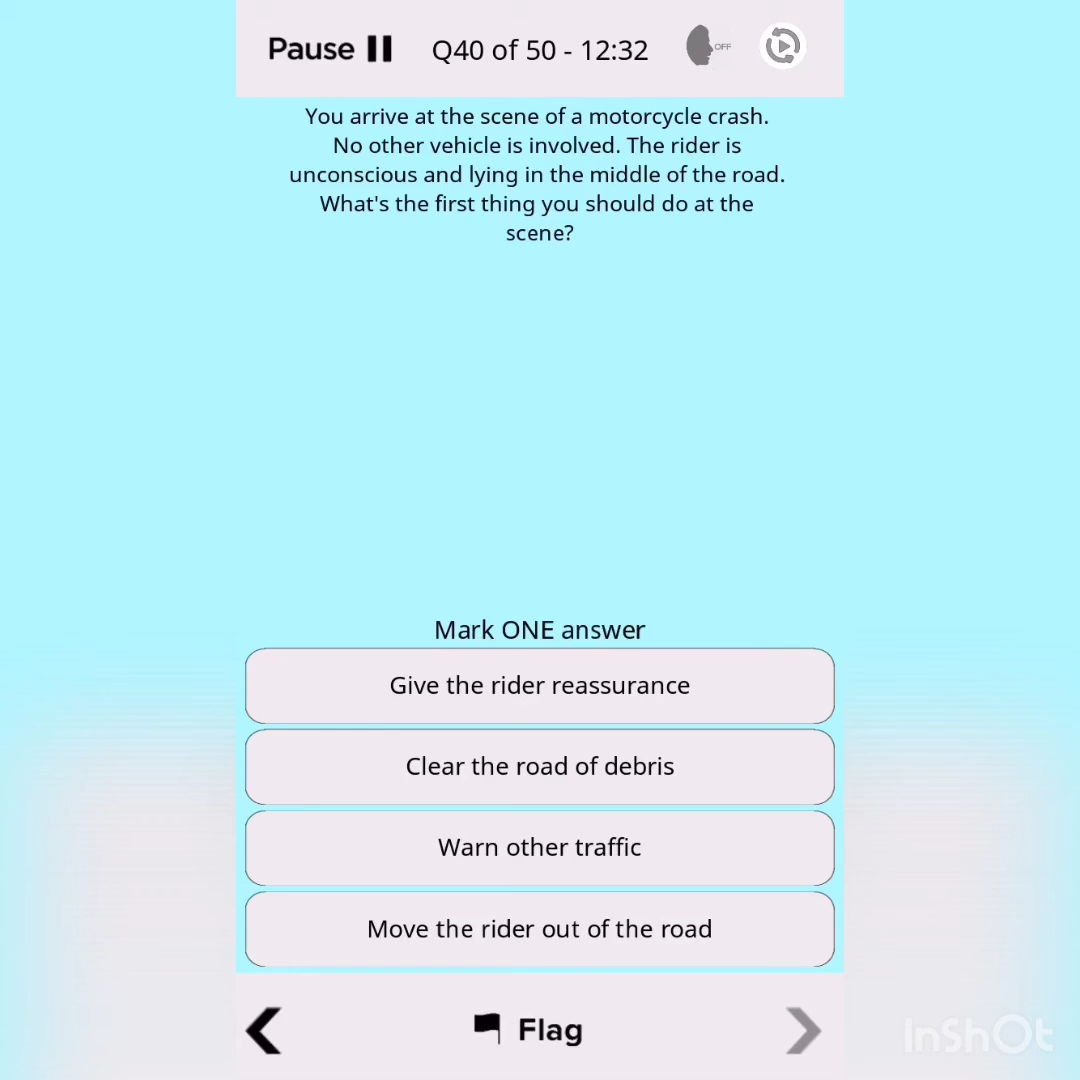 Pause
Q40 of 50 - 12:32
OFF
You arrive at the scene of a motorcycle crash.
No other vehicle is involved. The rider is
unconscious and lying in the middle of the road.
What's the first thing you should do at the
scene?
Mark ONE answer
Give the rider reassurance
Clear the road of debris
Warn other traffic
Move the rider out of the road
Flag
InShOt